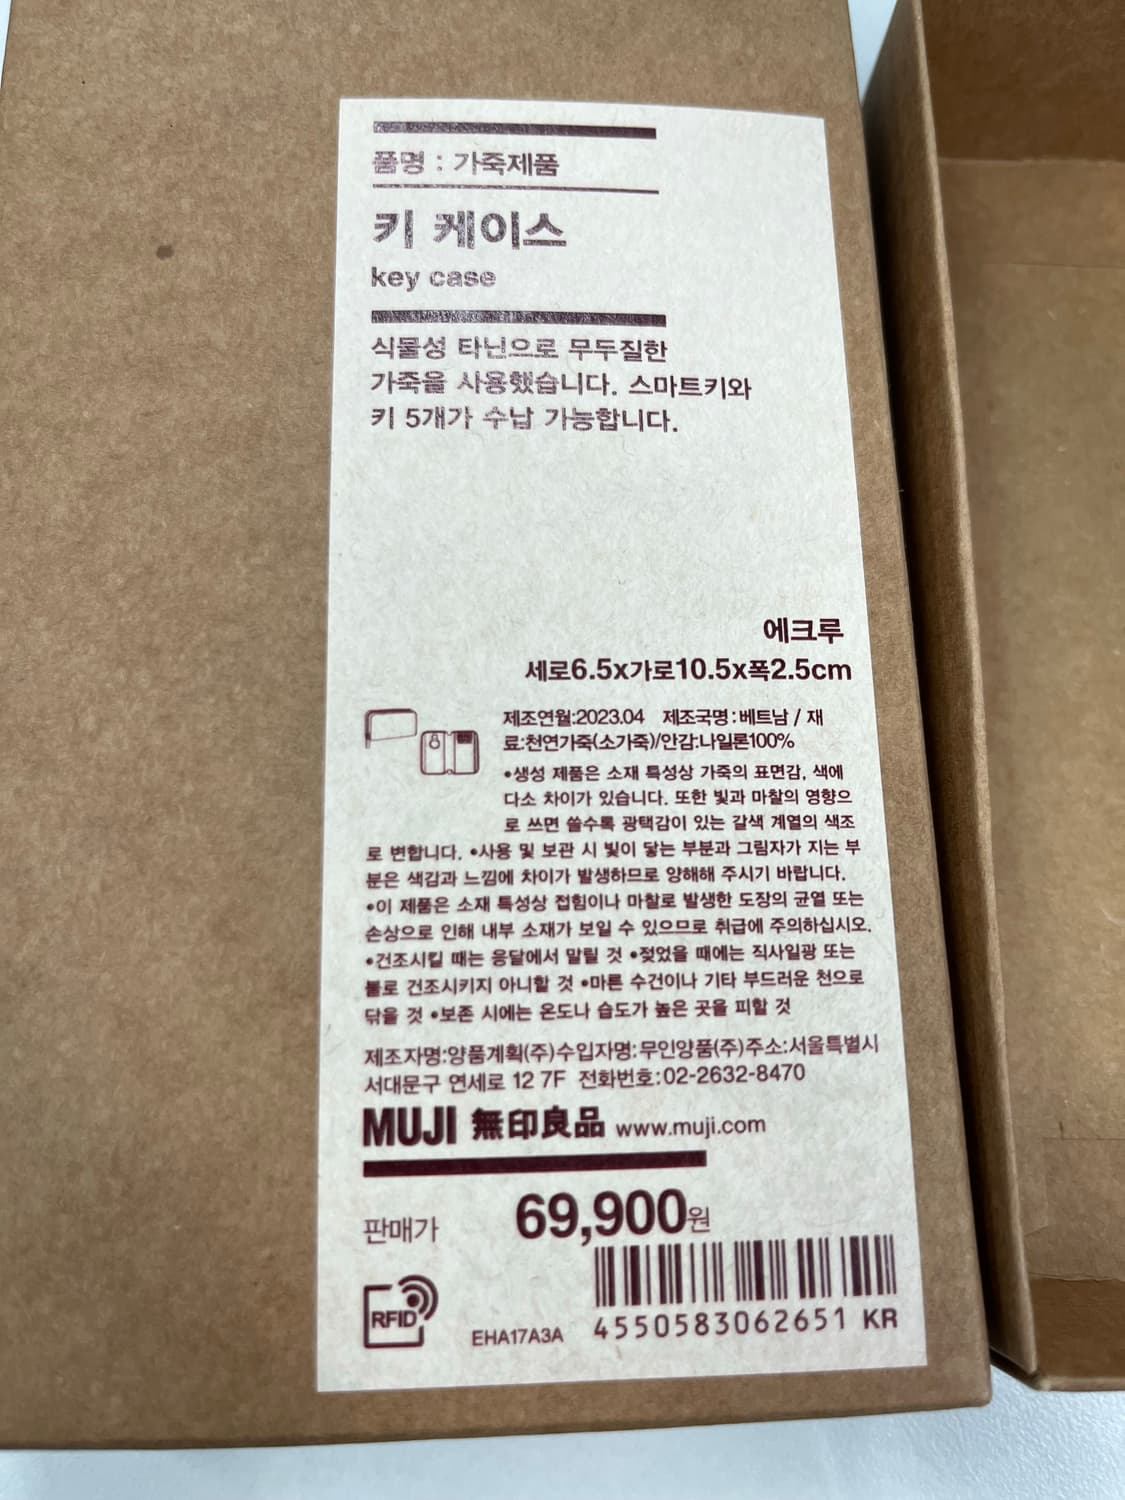 품명 : 가죽제품
키 케이스
key case
식물성 타닌으로 무두질한
가죽을 사용했습니다. 스마트키와
키 5개가 수납 가능합니다.
에크루
세로6.5x가로10.5x폭2.5cm
제조연월:2023.04 제조국명:베트남 / 재
료:천연가죽(소가죽)/안감:나일론100%
•생성 제품은 소재 특성상 가죽의 표면감, 색에
다소 차이가 있습니다. 또한 빛과 마찰의 영향으
로 쓰면 쓸수록 광택감이 있는 갈색 계열의 색조
로 변합니다. •사용 및 보관 시 빛이 닿는 부분과 그림자가 지는 부
분은 색감과 느낌에 차이가 발생하므로 양해해 주시기 바랍니다.
•이 제품은 소재 특성상 접힘이나 마찰로 발생한 도장의 균열 또는
손상으로 인해 내부 소재가 보일 수 있으므로 취급에 주의하십시오.
•건조시킬 때는 응달에서 말릴 것 •젖었을 때에는 직사일광 또는
불로 건조시키지 아니할 것 •마른 수건이나 기타 부드러운 천으로
닦을 것 •보존 시에는 온도나 습도가 높은 곳을 피할 것
제조자명:양품계획(주)수입자명:무인양품(주)주소:서울특별시
서대문구 연세로 12 7F 전화번호:02-2632-8470
MUJI 無印良品 www.muji.com
판매가 69,900원
RFID
EHA17A3A 4550583062651 KR